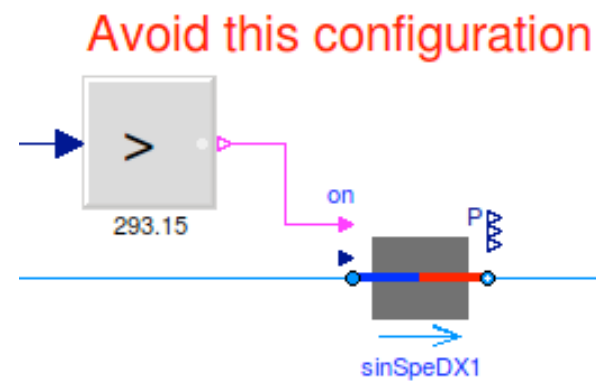 Avoid this configuration
>
293.15
on
P
sinSpeDX1